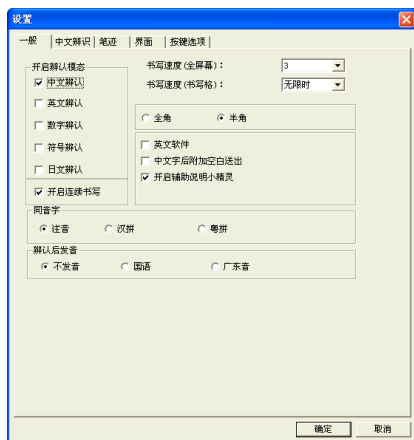 设置
一般 中文辨识 笔迹 界面 按键选项
开启辨认模态
中文辨认
英文辨认
数字辨认
符号辨认
日文辨认
开启连续书写
书写速度(全屏幕)： 3
书写速度(书写格)： 无限时
全角 半角
英文软件
中文字后附加空白送出
开启辅助说明小精灵
同音字
注音 汉拼 粤拼
辨认后发音
不发音 国语 广东音
确定 取消